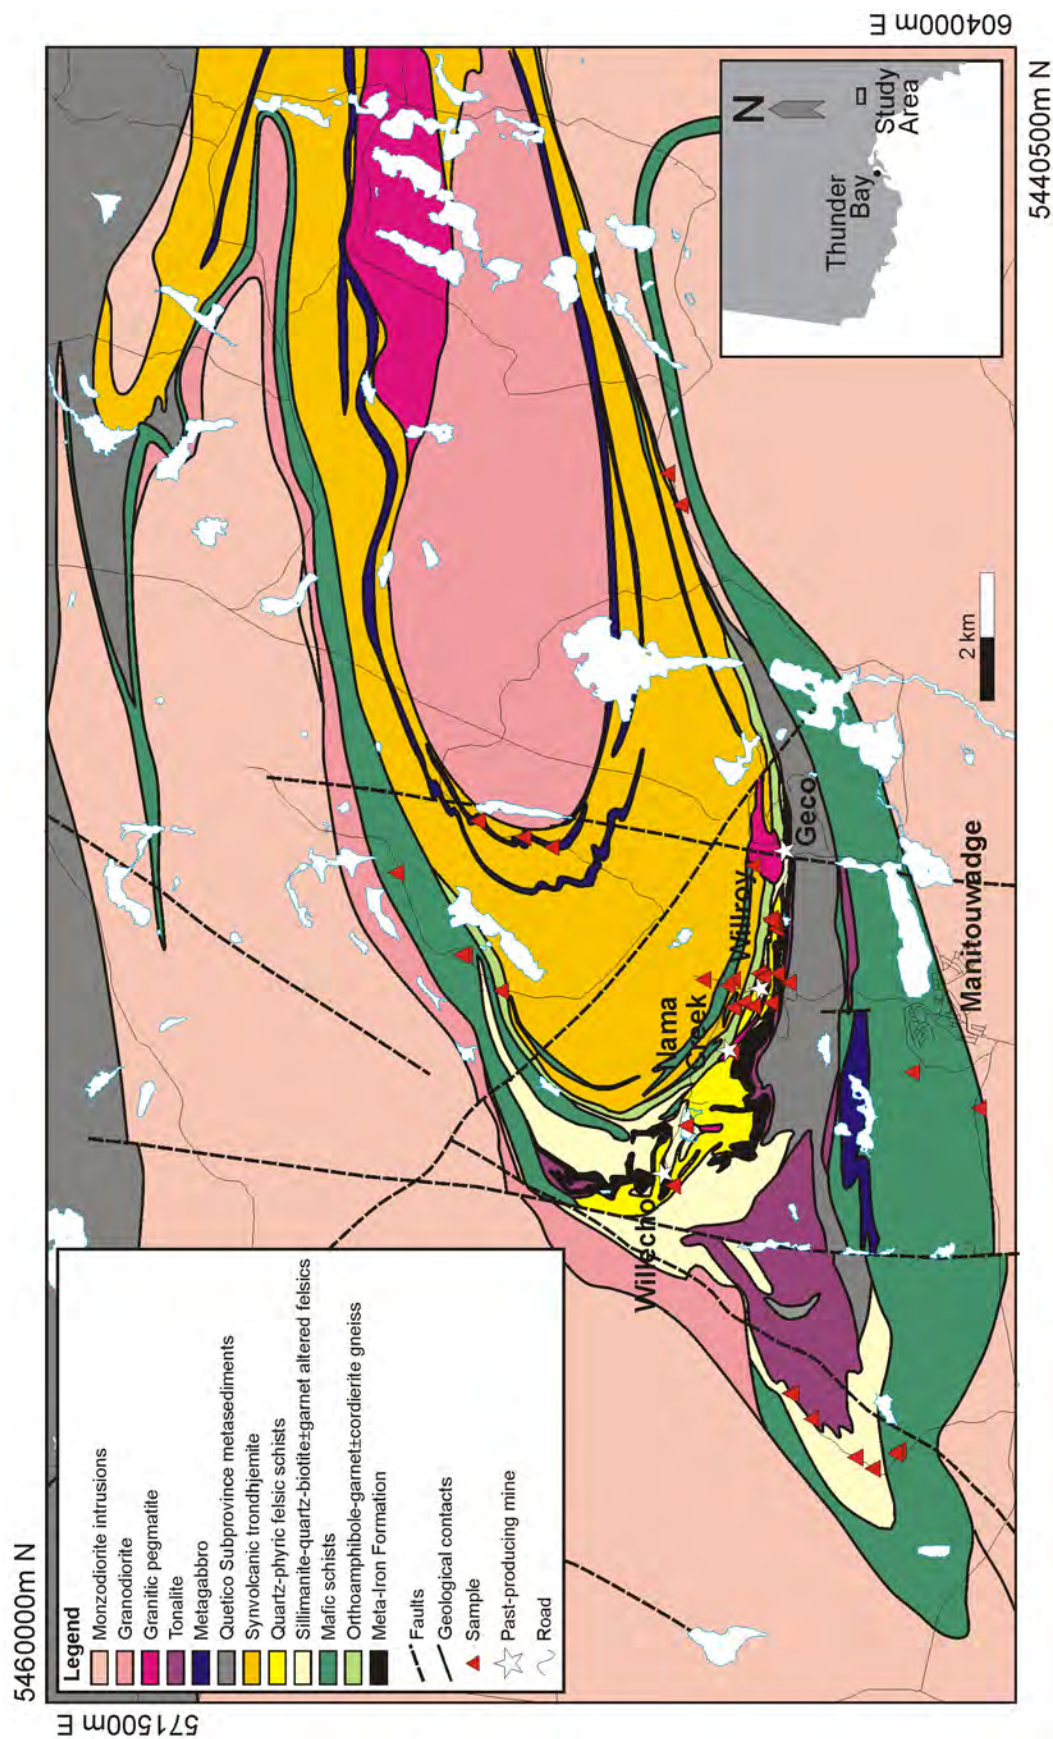 5460000m N
571500m E
Legend
Monzodiorite intrusions
Granodiorite
Granitic pegmatite
Tonalite
Metagabbro
Quetico Subprovince metasediments
Synvolcanic trondhjemite
Quartz-phyric felsic schists
Sillimanite-quartz-biotite±garnet altered felsics
Mafic schists
Orthoamphibole-garnet±cordierite gneiss
Meta-Iron Formation
Faults
Geological contacts
Sample
Past-producing mine
Road
Willecho
Nama
Creek
Willroy
Geco
Manitouwadge
2 km
N
Thunder
Bay
Study
Area
604000m E
5440500m N